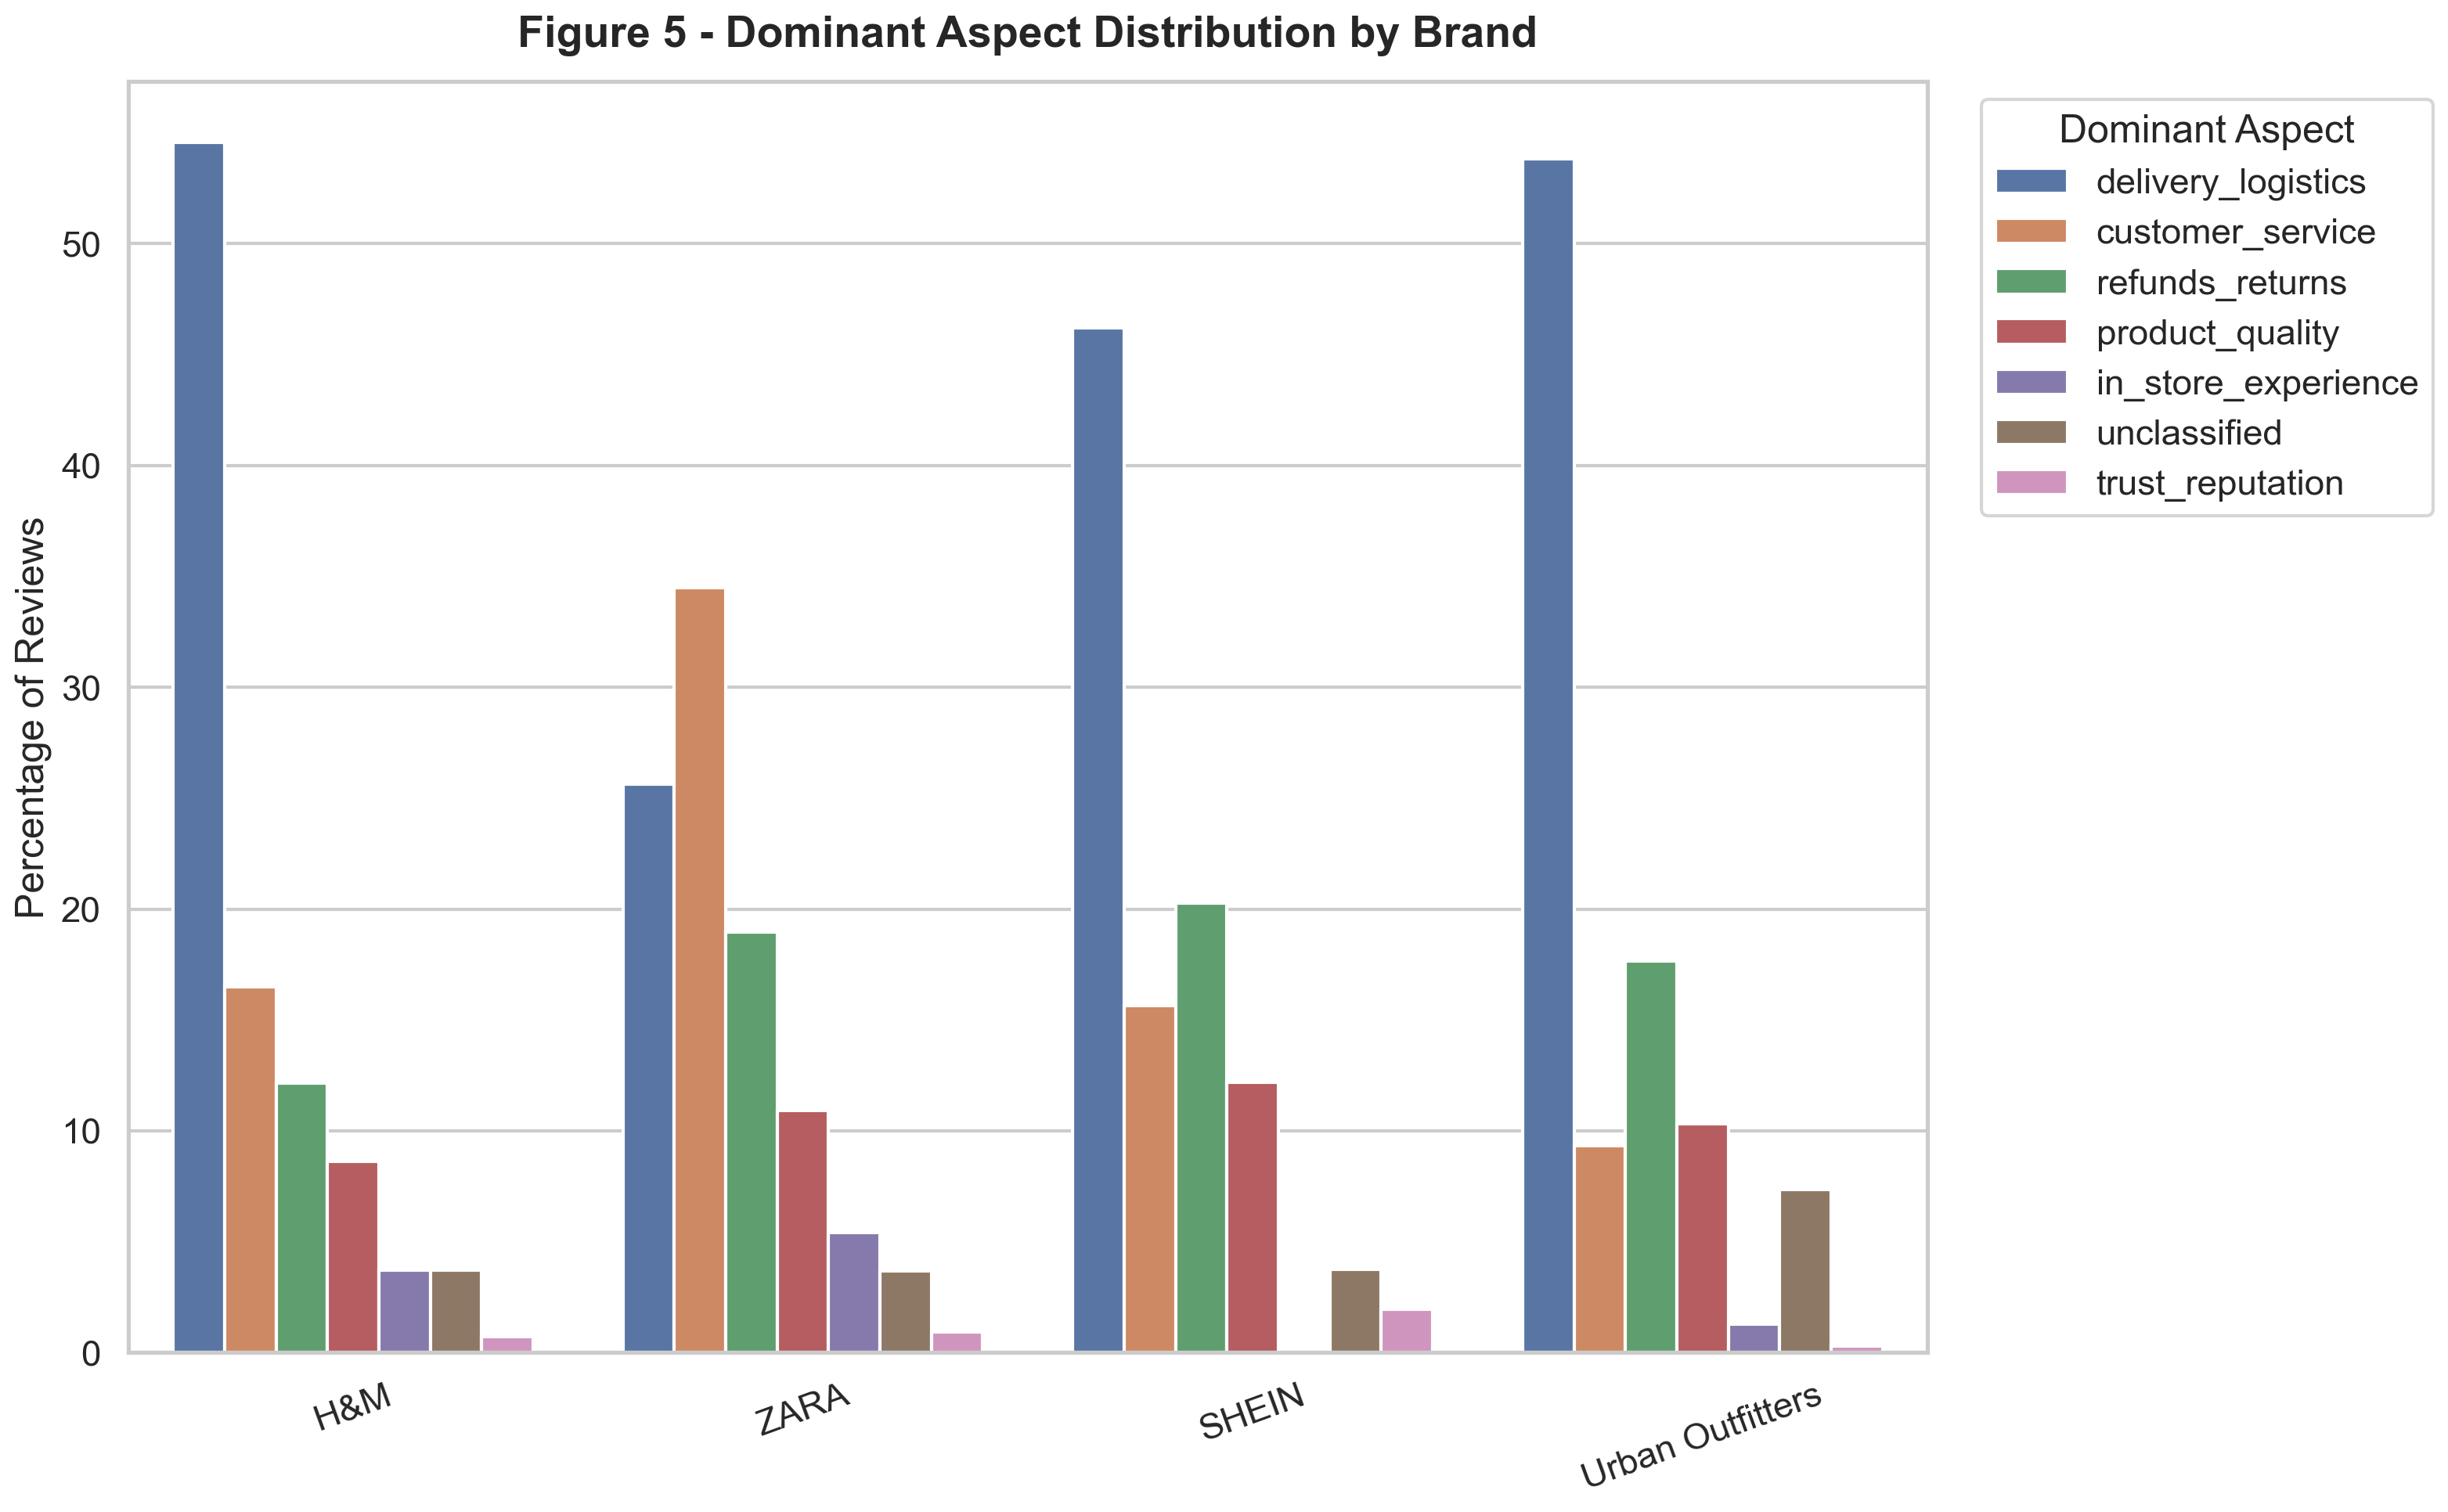 Figure 5 - Dominant Aspect Distribution by Brand
Percentage of Reviews
50
40
30
20
10
0
H&M
ZARA
SHEIN
Urban Outfitters
Dominant Aspect
delivery_logistics
customer_service
refunds_returns
product_quality
in_store_experience
unclassified
trust_reputation